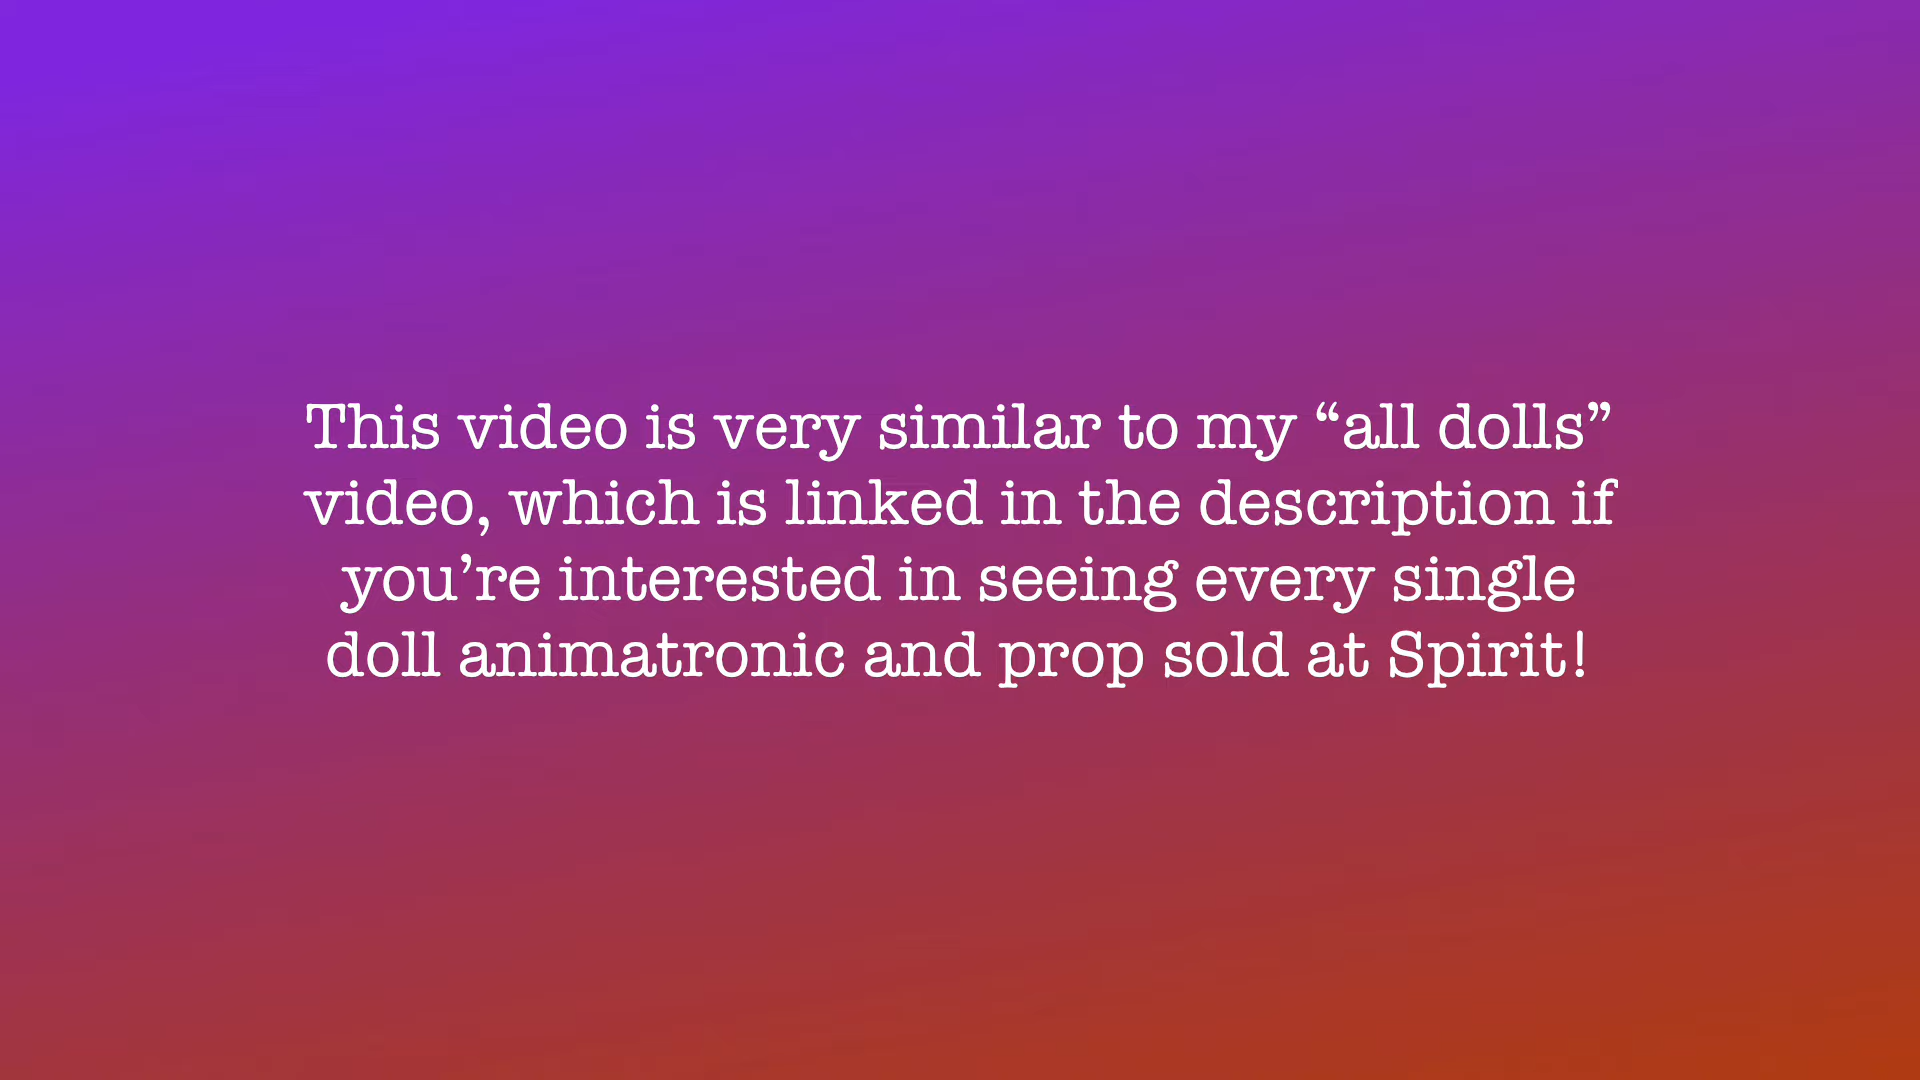 This video is very similar to my “all dolls”
video, which is linked in the description if
you’re interested in seeing every single
doll animatronic and prop sold at Spirit!